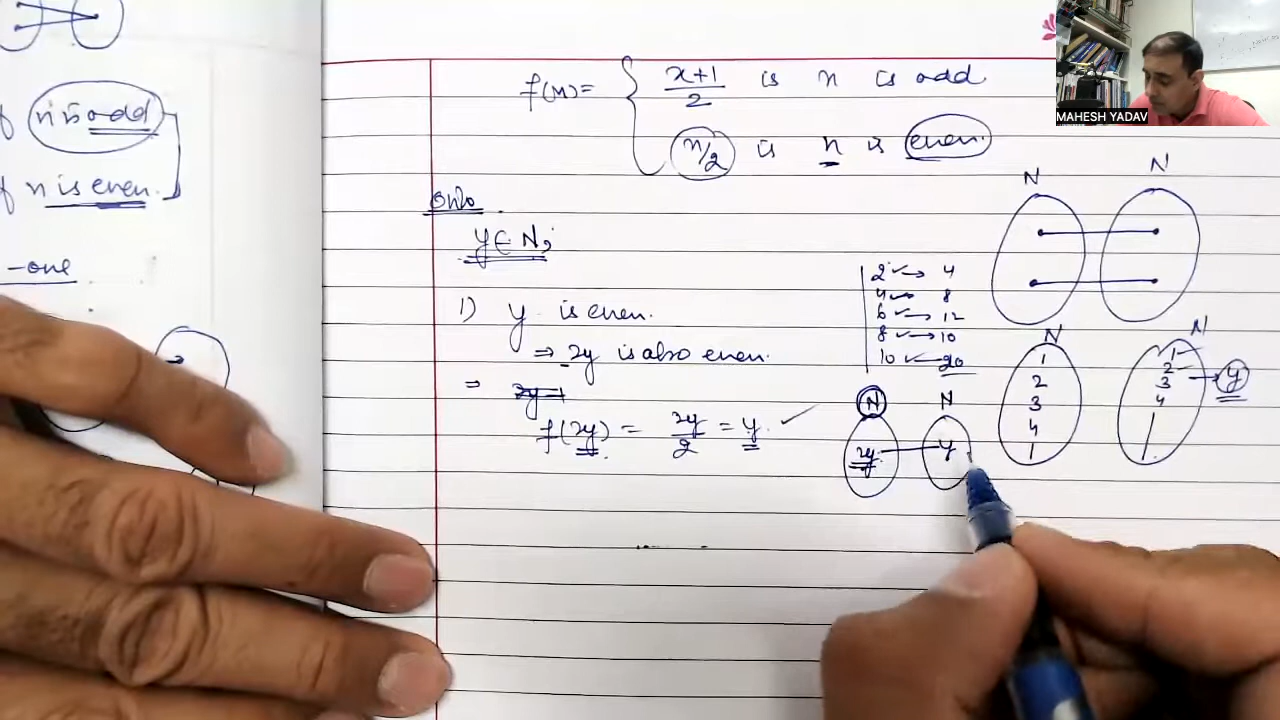 f n is odd
f n is even.
-one
f(n) = { x+1/2 is n is odd
n/2 is n is even.
Onto.
y ∈ N,
1) y is even.
⇒ 2y is also even.
⇒ 2y-1
f(2y) = 2y/2 = y. ✓
2 → 4
4 → 8
6 → 12
8 → 10
10 ← 20
N N
2y y
N N
N N
1 1
2 2
3 3 → y
4 4
MAHESH YADAV